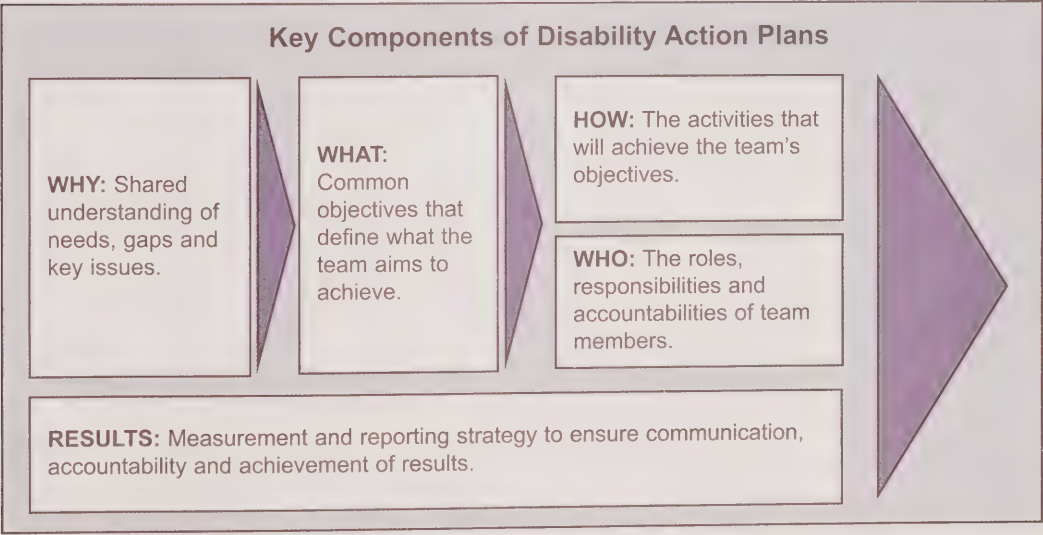 Key Components of Disability Action Plans
WHY: Shared
understanding of
needs, gaps and
key issues.
WHAT:
Common
objectives that
define what the
team aims to
achieve.
HOW: The activities that
will achieve the team's
objectives.
WHO: The roles,
responsibilities and
accountabilities of team
members.
RESULTS: Measurement and reporting strategy to ensure communication,
accountability and achievement of results.